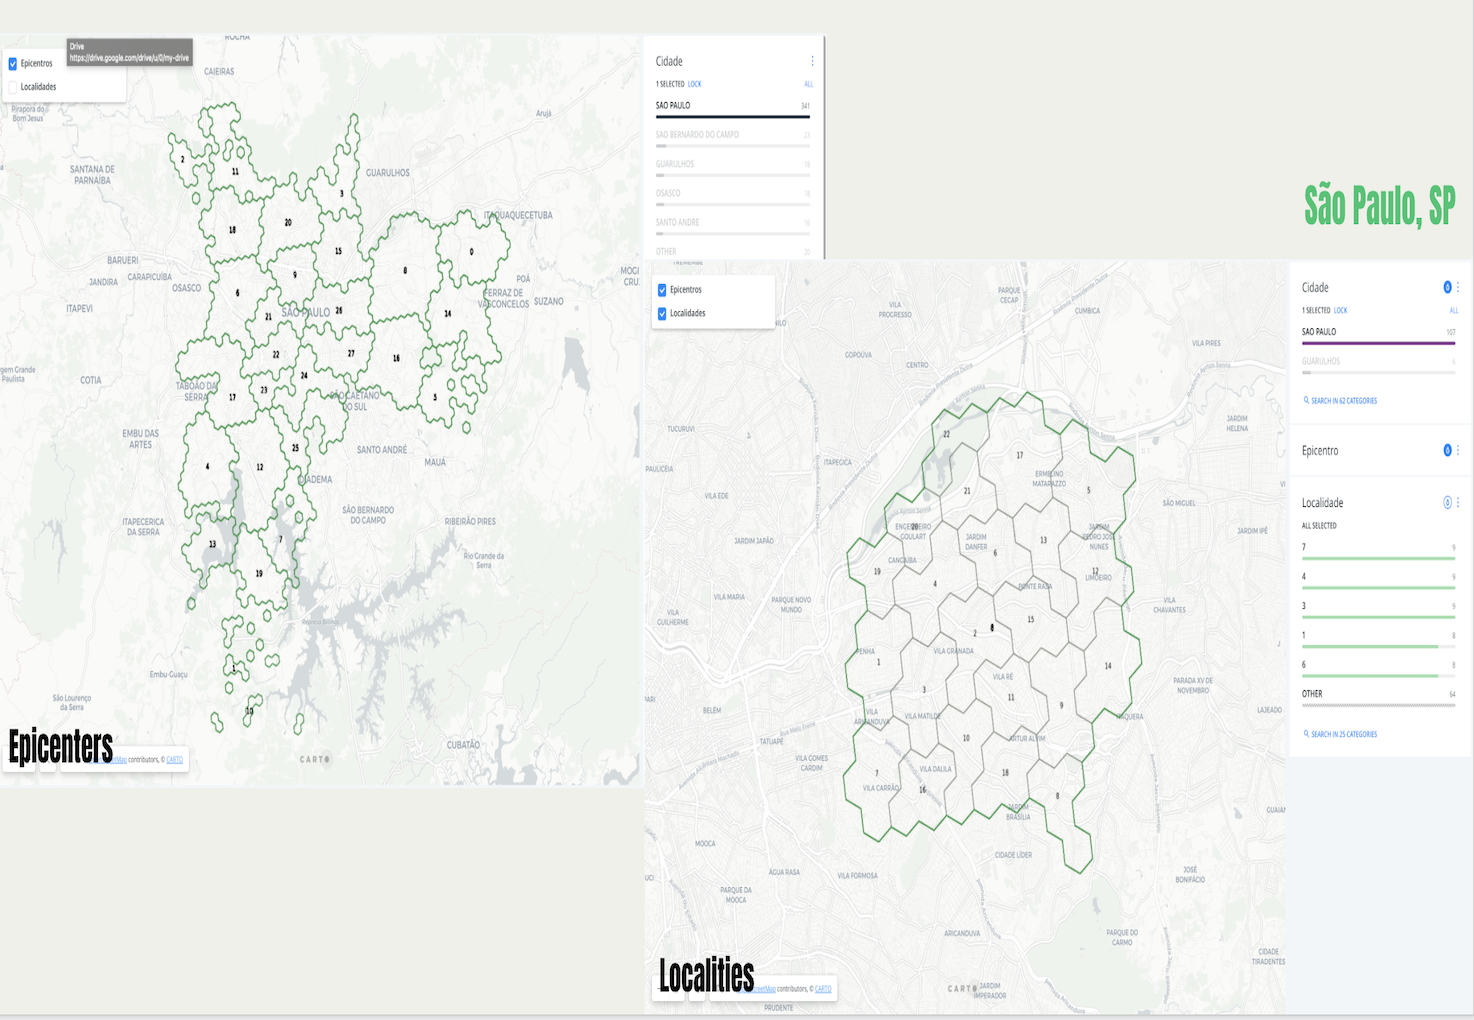 Drive
https://drive.google.com/drive/u/0/my-drive
Epicentros
Localidades
ROCHA
CAIEIRAS
Pirapora do
Bom Jesus
Arujá
SANTANA DE
PARNAÍBA
GUARULHOS
ITAQUAQUECETUBA
BARUERI
JANDIRA
CARAPICUÍBA
OSASCO
ITAPEVI
POÁ
FERRAZ DE
VASCONCELOS
SUZANO
MOGI
CRU
SÃO PAULO
gem Grande
Paulista
COTIA
TABOÃO DA
SERRA
SÃO CAETANO
DO SUL
EMBU DAS
ARTES
SANTO ANDRÉ
MAUÁ
DIADEMA
SÃO BERNARDO
DO CAMPO
RIBEIRÃO PIRES
ITAPECERICA
DA SERRA
Rio Grande da
Serra
Represa Billings
Embu-Guaçu
São Lourenço
da Serra
CUBATÃO
2
11
3
18
20
15
0
8
9
6
14
21
26
22
27
16
24
23
17
5
25
4
12
7
13
19
1
10
Epicenters
contributors, © CARTO
CARTO
Cidade
1 SELECTED LOCK ALL
SAO PAULO 341
SAO BERNARDO DO CAMPO 23
GUARULHOS 18
OSASCO 18
SANTO ANDRE 16
OTHER 20
São Paulo, SP
Epicentros
Localidades
VILA
PROGRESSO
PARQUE
CECAP
CUMBICA
GOPOÚVA
CENTRO
VILA PIRES
JARDIM
HELENA
TUCURUVI
ITAPEGICA
PAULICÉIA
VILA EDE
ERMELINO
MATARAZZO
SÃO MIGUEL
JARDIM IPÊ
JARDIM JAPÃO
ENGENHEIRO
GOULART
JARDIM
DANFER
JARDIM
PEDRO JOSÉ
NUNES
CANGAÍBA
LIMOEIRO
PONTE RASA
VILA MARIA
PARQUE NOVO
MUNDO
VILA
GUILHERME
VILA
CHAVANTES
PENHA
VILA GRANADA
VILA RÉ
PARADA XV DE
NOVEMBRO
BELÉM
VILA
ARICANDUVA
VILA MATILDE
ITAQUERA
LAJEADO
TATUAPÉ
ARTUR ALVIM
VILA GOMES
CARDIM
VILA DALILA
VILA CARRÃO
JARDIM
BRASÍLIA
MOOCA
ÁGUA RASA
VILA FORMOSA
CIDADE LÍDER
JOSÉ
BONIFÁCIO
PARQUE DA
MOOCA
ARICANDUVA
PARQUE DO
CARMO
CIDADE
TIRADENTES
JARDIM
IMPERADOR
PRUDENTE
22
17
21
5
20
13
6
19
4
12
2
8
15
1
14
3
11
9
10
7
16
18
8
Localities
StreetMap contributors, © CARTO
CARTO
Cidade
1 SELECTED LOCK ALL
SAO PAULO 107
GUARULHOS 6
SEARCH IN 62 CATEGORIES
Epicentro
Localidade
ALL SELECTED
7 9
4 9
3 9
1 8
6 8
OTHER 64
SEARCH IN 25 CATEGORIES